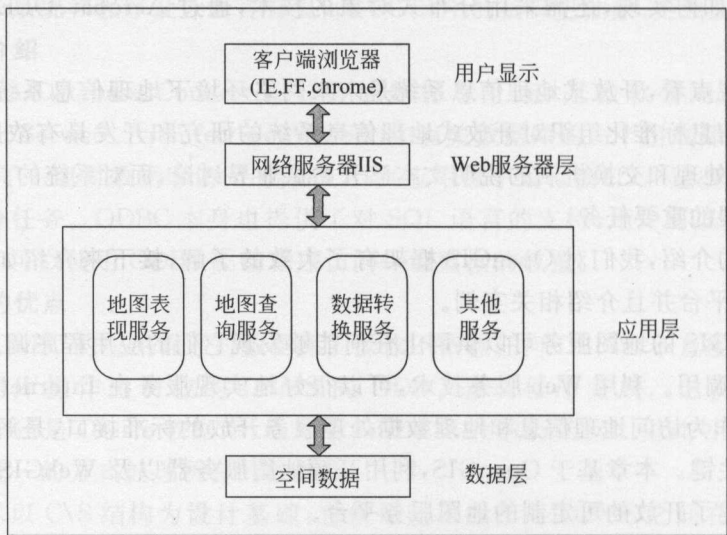 客户端浏览器 用户显示
(IE,FF,chrome)
网络服务器IIS Web服务器层
地图表 地图查 数据转 其他
现服务 询服务 换服务 服务 应用层
空间数据 数据层